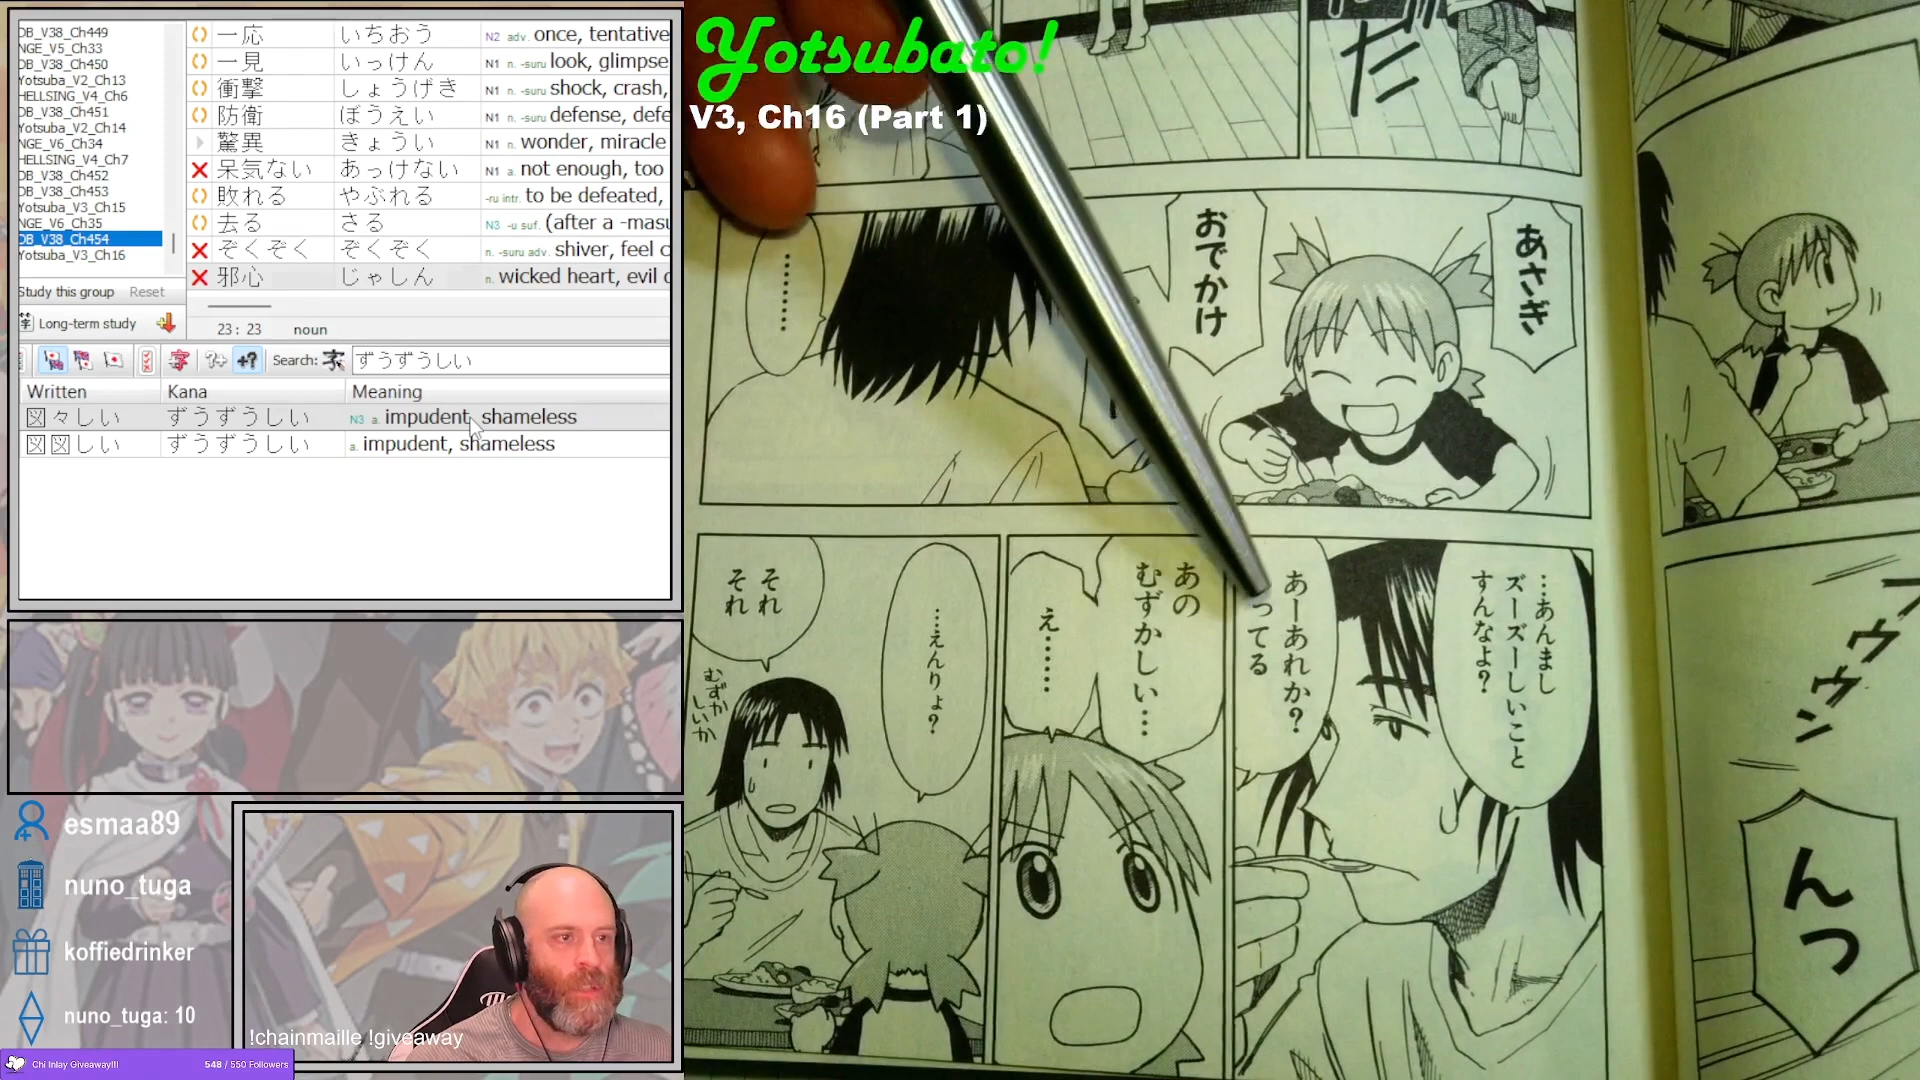 DB_V38_Ch449
NGE_V5_Ch33
DB_V38_Ch450
Yotsuba_V2_Ch13
HELLSING_V4_Ch6
DB_V38_Ch451
Yotsuba_V2_Ch14
NGE_V6_Ch34
HELLSING_V4_Ch7
DB_V38_Ch452
DB_V38_Ch453
Yotsuba_V3_Ch15
NGE_V6_Ch35
DB_V38_Ch454
Yotsuba_V3_Ch16
Study this group Reset
Long-term study
一応 いちおう N2 adv. once, tentative
一見 いっけん N1 n. -suru look, glimpse
衝撃 しょうげき N1 n. -suru shock, crash,
防衛 ぼうえい N1 n. -suru defense, defe
驚異 きょうい N1 n. wonder, miracle
呆気ない あっけない N1 a. not enough, too
敗れる やぶれる -ru intr. to be defeated,
去る さる N3 -u suf. (after a -masu
ぞくぞく ぞくぞく n. -suru adv. shiver, feel c
邪心 じゃしん n. wicked heart, evil
23: 23 noun
Search: ずうずうしい
Written Kana Meaning
図々しい ずうずうしい N3 a. impudent, shameless
図図しい ずうずうしい a. impudent, shameless
esmaa89
nuno_tuga
koffiedrinker
nuno_tuga: 10
!chainmaille !giveaway
Chi Inlay Giveaway!!! 548 / 550 Followers
Yotsubato!
V3, Ch16 (Part 1)
だ
あさぎ
おでかけ
………
…あんまし
ズーズーしいこと
すんなよ?
あーあれか?
ってる
あの
むずかしい…
え……
…えんりょ?
それ
それ
むずか
しいか
ブウウン
んっ